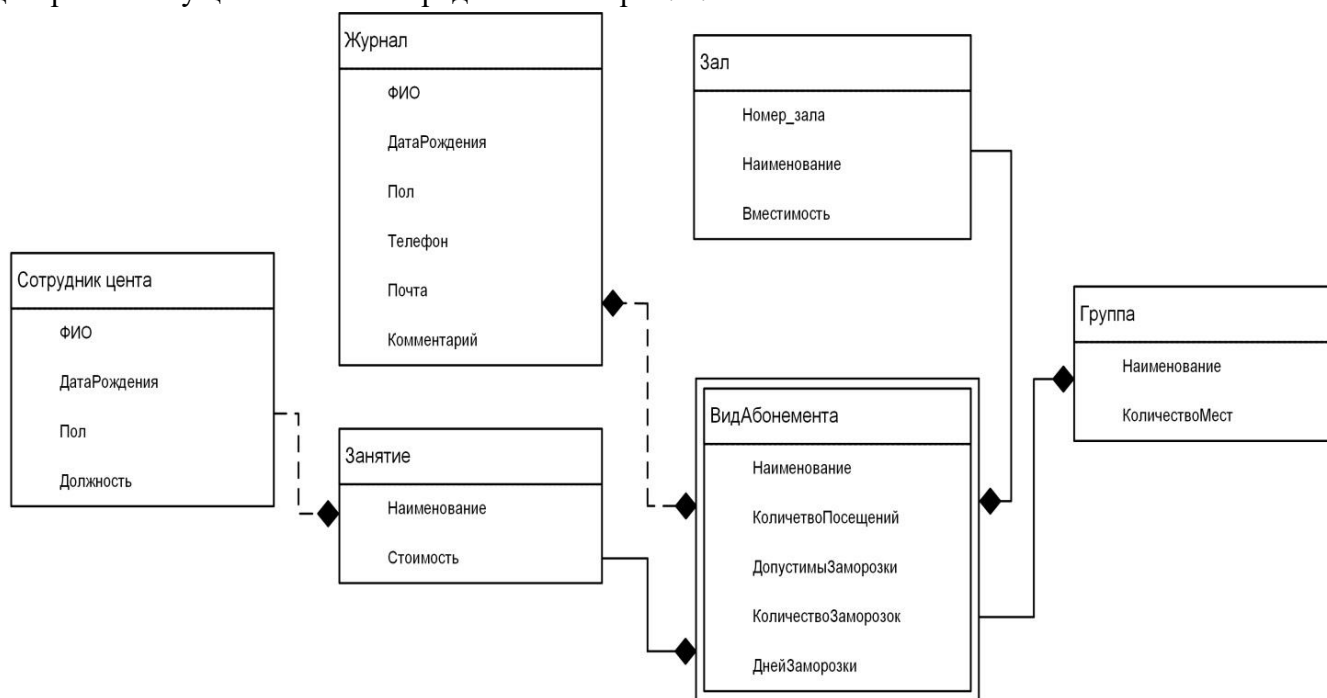 Журнал
ФИО
ДатаРождения
Пол
Телефон
Почта
Комментарий
Зал
Номер_зала
Наименование
Вместимость
Сотрудник цента
ФИО
ДатаРождения
Пол
Должность
Занятие
Наименование
Стоимость
ВидАбонемента
Наименование
КоличетвоПосещений
ДопустимыЗаморозки
КоличествоЗаморозок
ДнейЗаморозки
Группа
Наименование
КоличествоМест